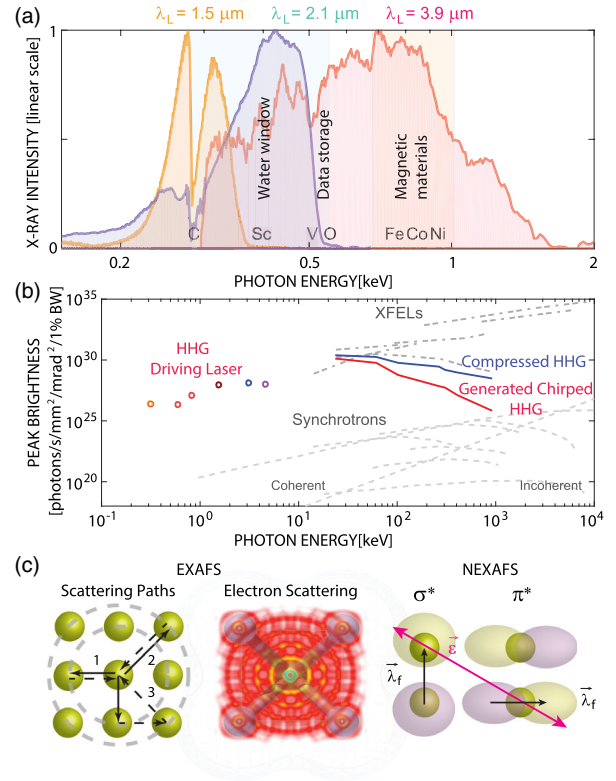 (a)
λL = 1.5 μm λL = 2.1 μm λL = 3.9 μm
X-RAY INTENSITY [linear scale]
1
0
Water window
Data storage
Magnetic
materials
C Sc V O Fe Co Ni
0.2 0.5 1 2
PHOTON ENERGY[keV]
(b)
PEAK BRIGHTNESS
[photons/s/mm²/mrad²/1% BW]
10³⁵
10³⁰
10²⁵
10²⁰
XFELs
HHG
Driving Laser
Compressed HHG
Generated Chirped
HHG
Synchrotrons
Coherent Incoherent
10⁻¹ 10⁰ 10¹ 10² 10³ 10⁴
PHOTON ENERGY[keV]
(c)
EXAFS NEXAFS
Scattering Paths Electron Scattering σ* π*
1 2
3
ε⃗
λ⃗f λ⃗f